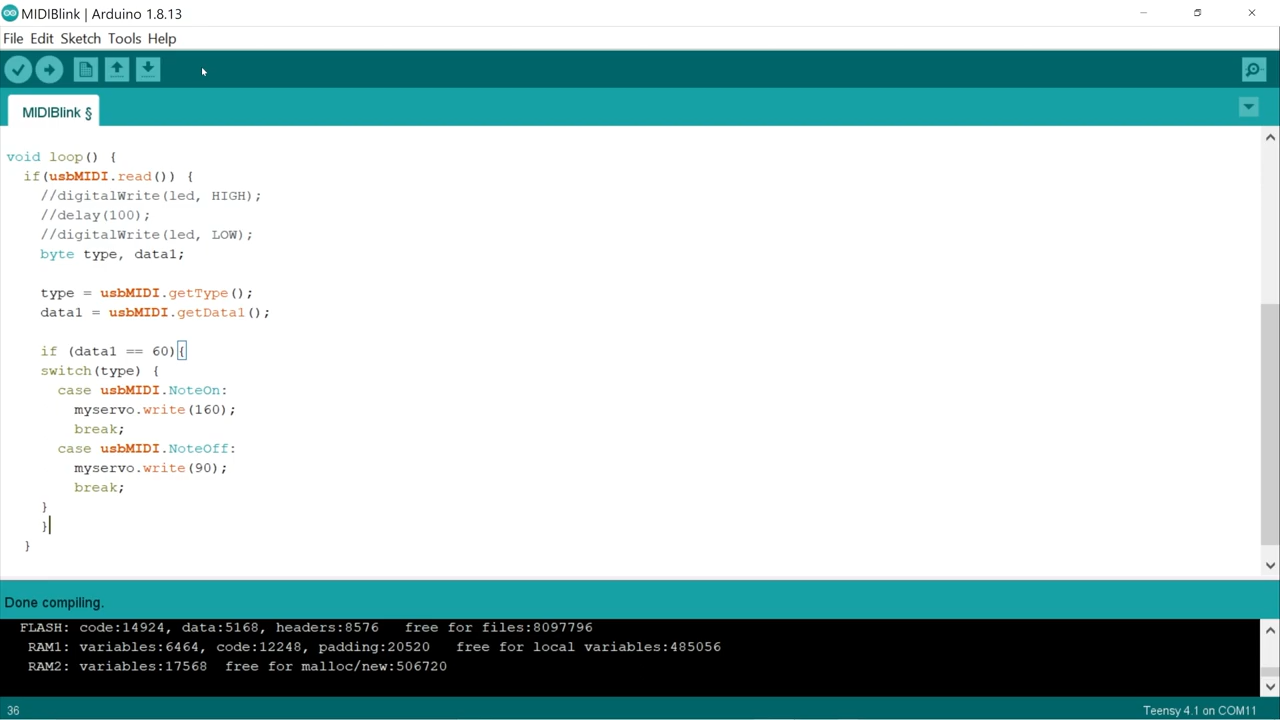 MIDIBlink | Arduino 1.8.13
File Edit Sketch Tools Help
MIDIBlink §
void loop() {
  if(usbMIDI.read()) {
    //digitalWrite(led, HIGH);
    //delay(100);
    //digitalWrite(led, LOW);
    byte type, data1;
    type = usbMIDI.getType();
    data1 = usbMIDI.getData1();
    if (data1 == 60){
    switch(type) {
      case usbMIDI.NoteOn:
        myservo.write(160);
        break;
      case usbMIDI.NoteOff:
        myservo.write(90);
        break;
    }
    }
  }
Done compiling.
FLASH: code:14924, data:5168, headers:8576   free for files:8097796
RAM1: variables:6464, code:12248, padding:20520   free for local variables:485056
RAM2: variables:17568  free for malloc/new:506720
36 Teensy 4.1 on COM11